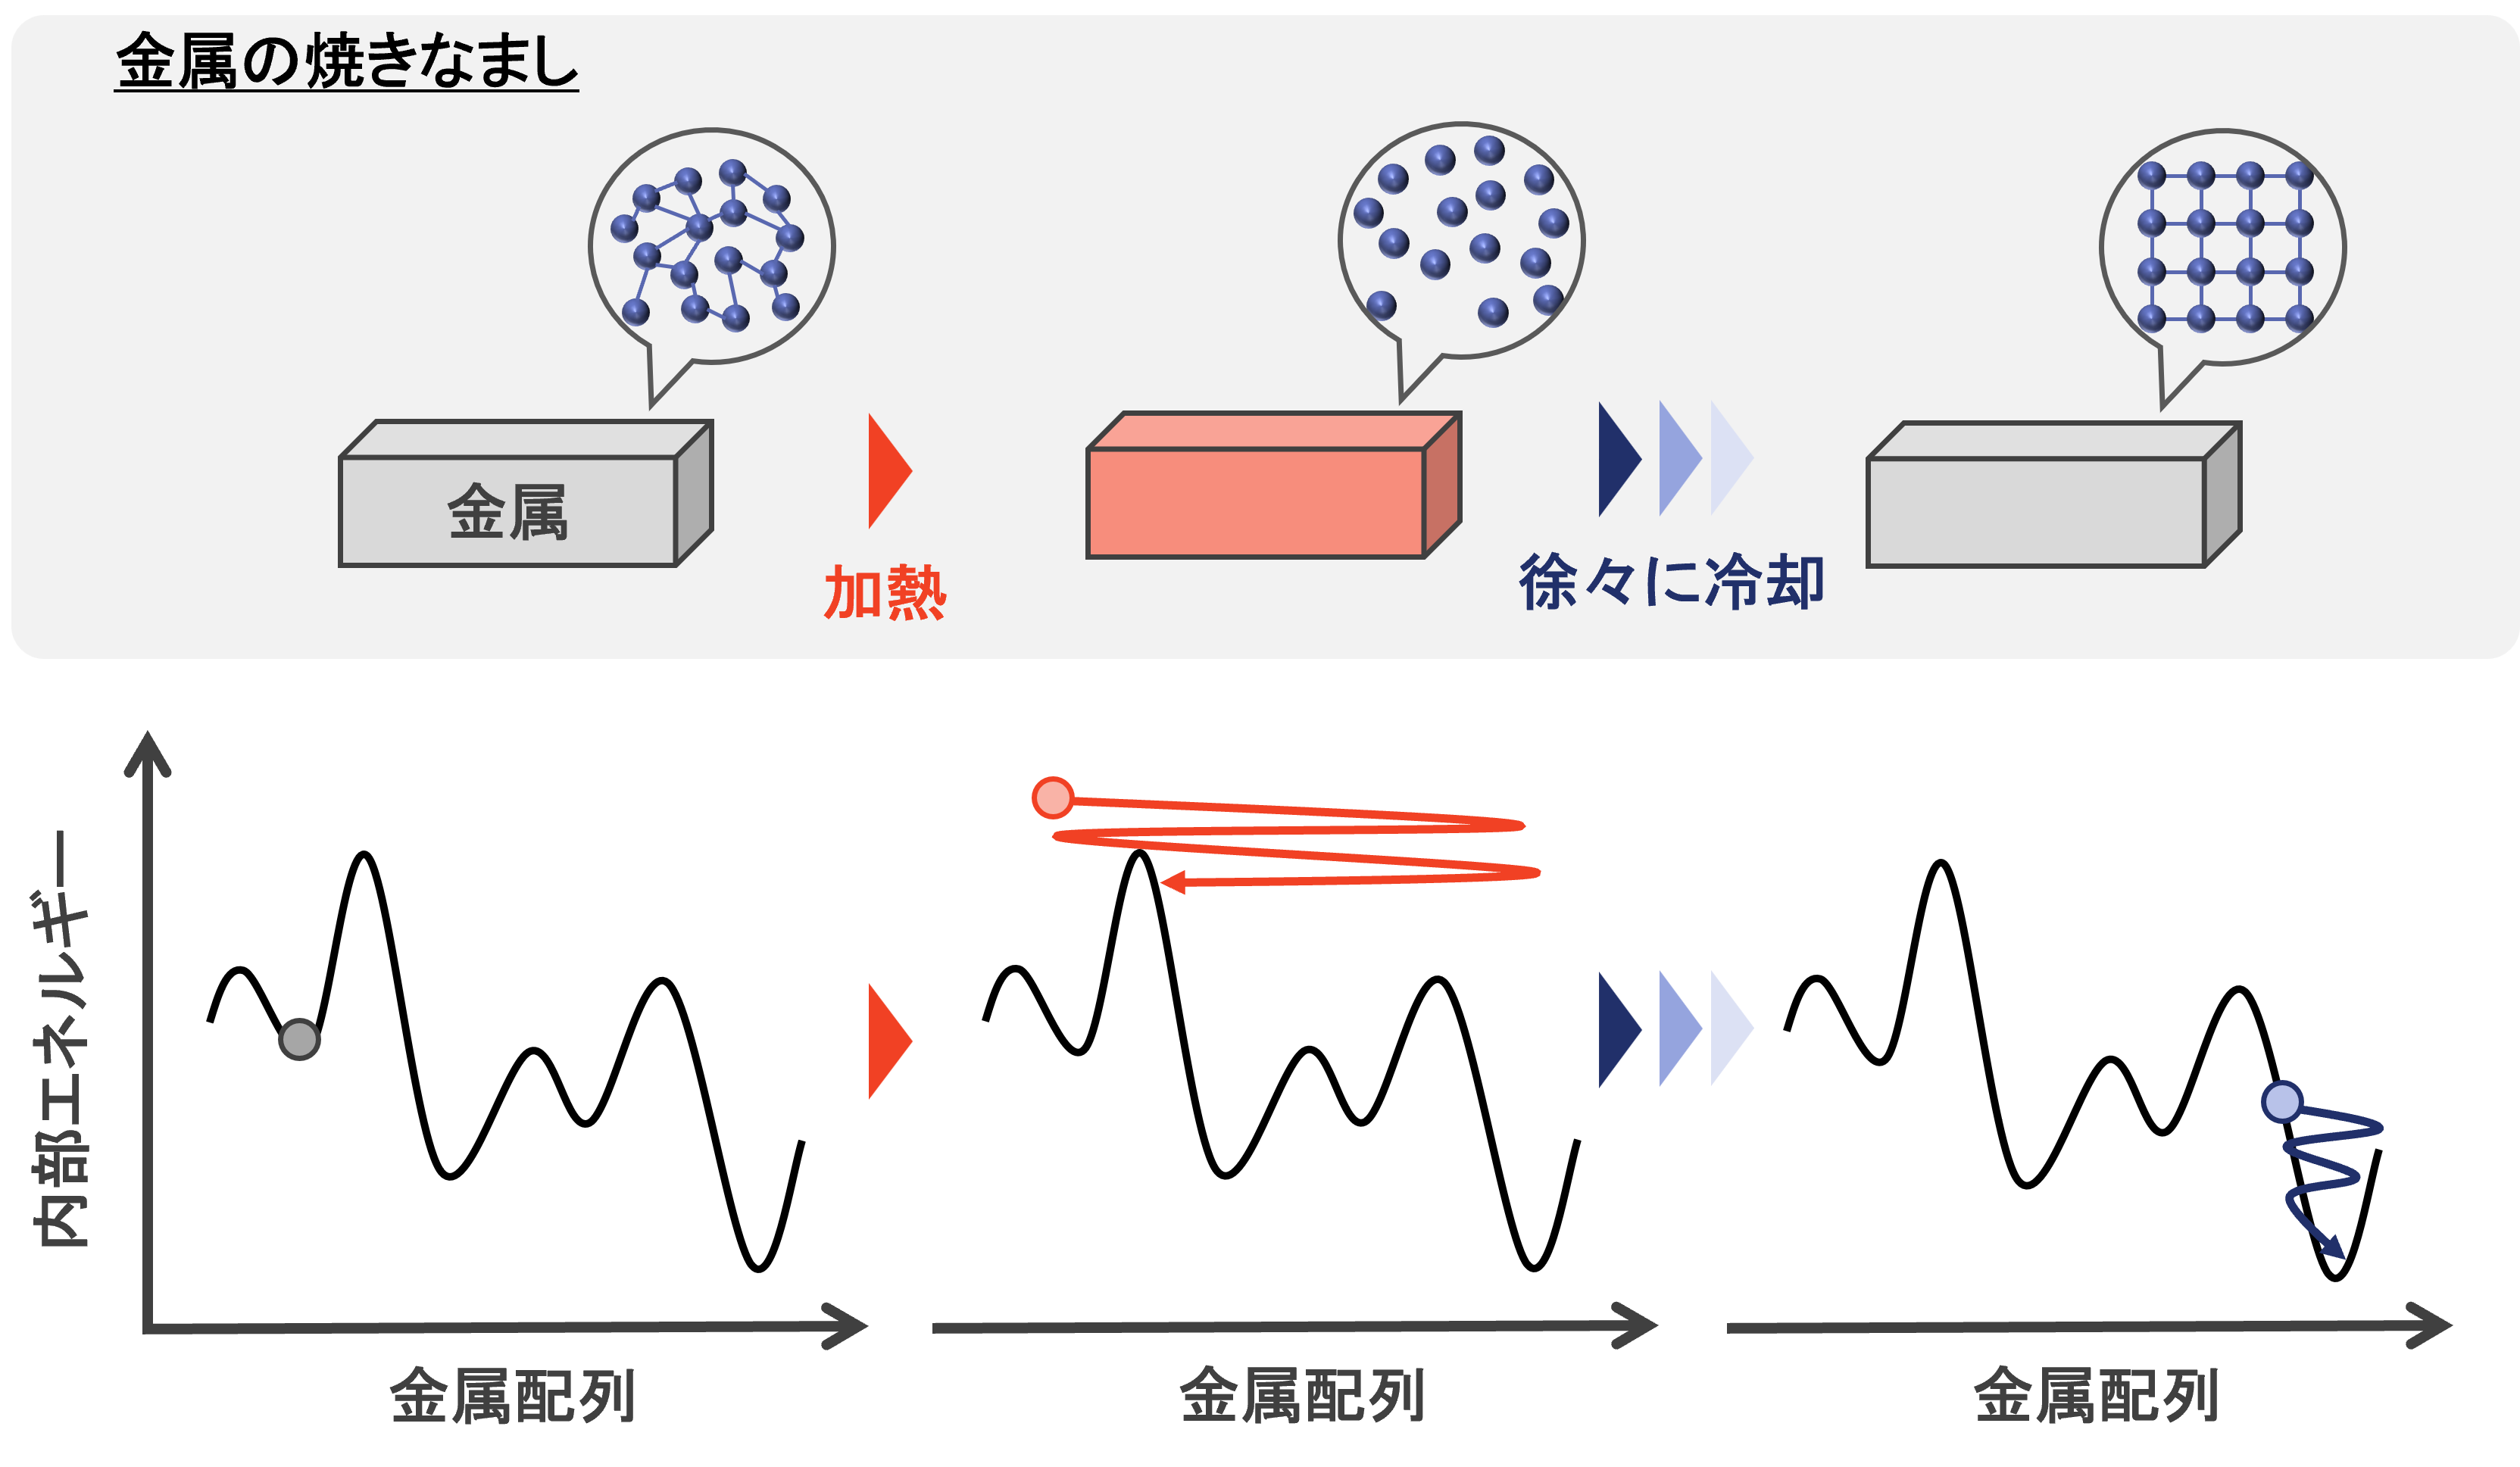 金属の焼きなまし
金属
加熱
徐々に冷却
内部エネルギー
金属配列
金属配列
金属配列